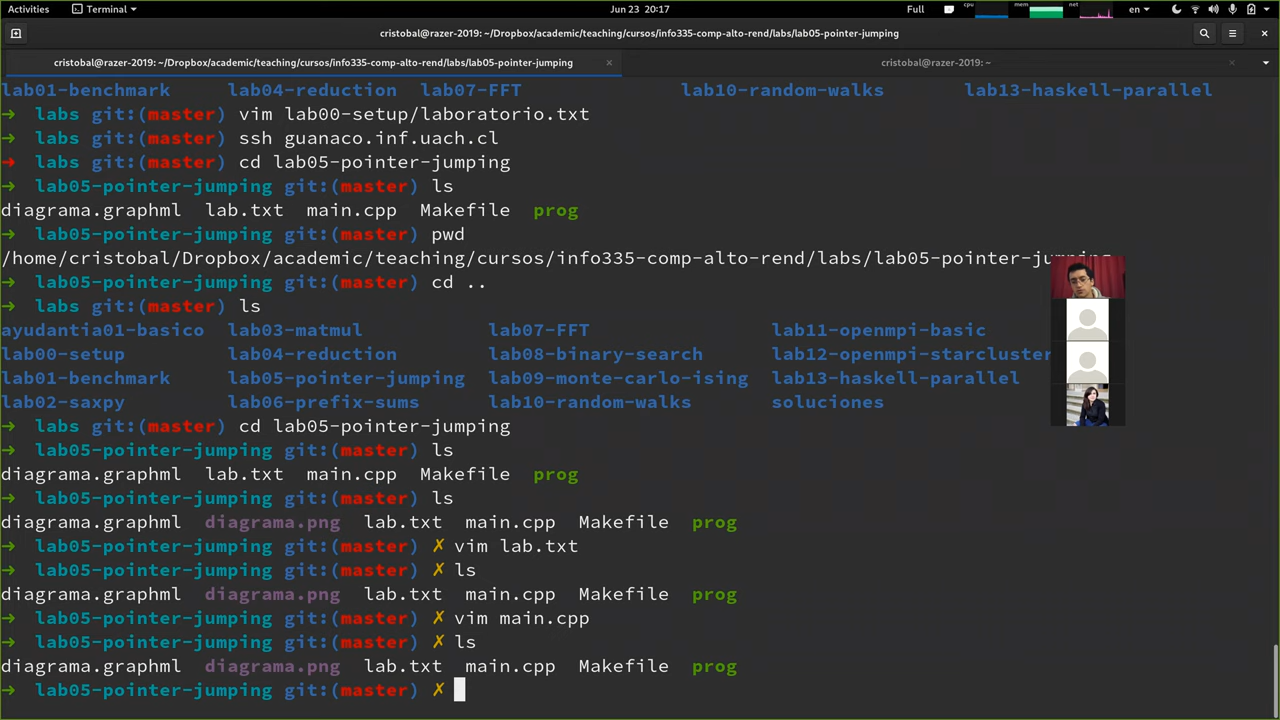 Activities Terminal Jun 23 20:17 Full cpu mem net en
cristobal@razer-2019: ~/Dropbox/academic/teaching/cursos/info335-comp-alto-rend/labs/lab05-pointer-jumping
cristobal@razer-2019: ~/Dropbox/academic/teaching/cursos/info335-comp-alto-rend/labs/lab05-pointer-jumping × cristobal@razer-2019: ~ ×
lab01-benchmark lab04-reduction lab07-FFT lab10-random-walks lab13-haskell-parallel
→ labs git:(master) vim lab00-setup/laboratorio.txt
→ labs git:(master) ssh guanaco.inf.uach.cl
→ labs git:(master) cd lab05-pointer-jumping
→ lab05-pointer-jumping git:(master) ls
diagrama.graphml lab.txt main.cpp Makefile prog
→ lab05-pointer-jumping git:(master) pwd
/home/cristobal/Dropbox/academic/teaching/cursos/info335-comp-alto-rend/labs/lab05-pointer-jumping
→ lab05-pointer-jumping git:(master) cd ..
→ labs git:(master) ls
ayudantia01-basico lab03-matmul lab07-FFT lab11-openmpi-basic
lab00-setup lab04-reduction lab08-binary-search lab12-openmpi-starcluster
lab01-benchmark lab05-pointer-jumping lab09-monte-carlo-ising lab13-haskell-parallel
lab02-saxpy lab06-prefix-sums lab10-random-walks soluciones
→ labs git:(master) cd lab05-pointer-jumping
→ lab05-pointer-jumping git:(master) ls
diagrama.graphml lab.txt main.cpp Makefile prog
→ lab05-pointer-jumping git:(master) ls
diagrama.graphml diagrama.png lab.txt main.cpp Makefile prog
→ lab05-pointer-jumping git:(master) ✗ vim lab.txt
→ lab05-pointer-jumping git:(master) ✗ ls
diagrama.graphml diagrama.png lab.txt main.cpp Makefile prog
→ lab05-pointer-jumping git:(master) ✗ vim main.cpp
→ lab05-pointer-jumping git:(master) ✗ ls
diagrama.graphml diagrama.png lab.txt main.cpp Makefile prog
→ lab05-pointer-jumping git:(master) ✗